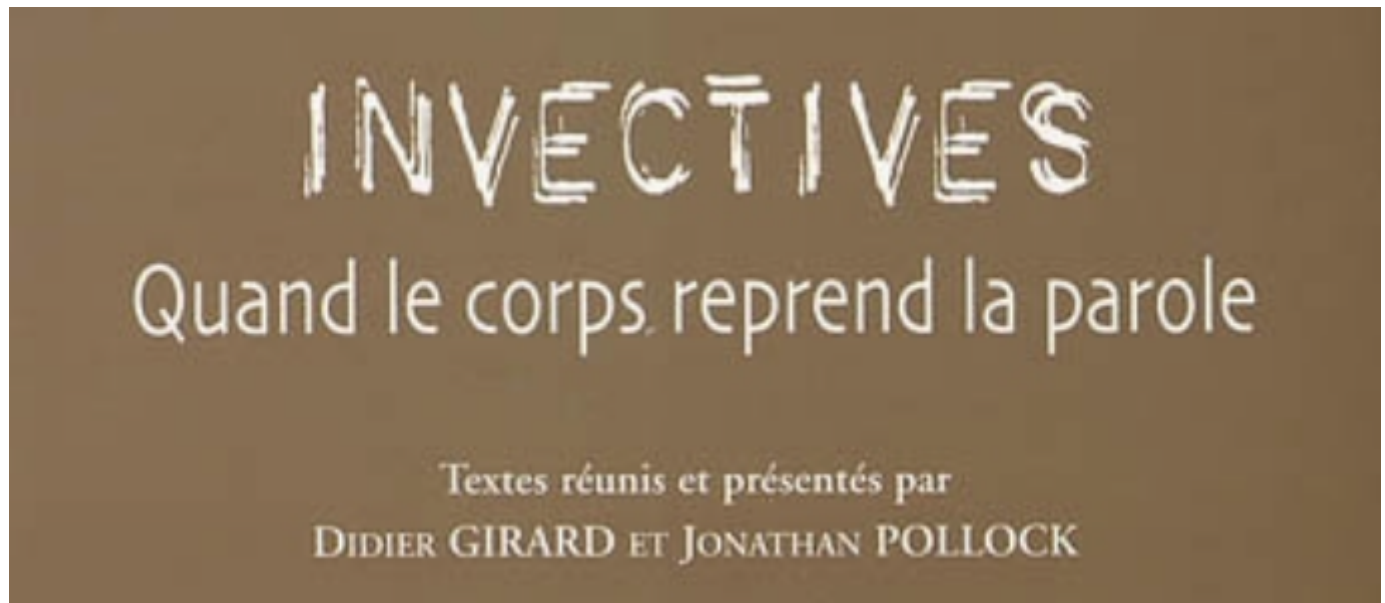 INVECTIVES
Quand le corps reprend la parole
Textes réunis et présentés par
DIDIER GIRARD ET JONATHAN POLLOCK